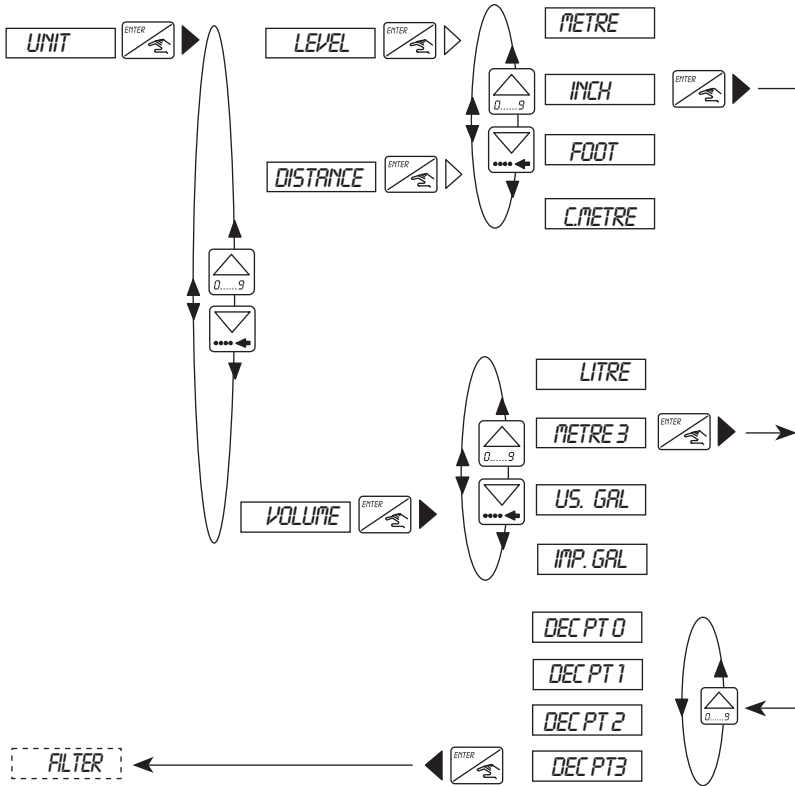 UNIT
ENTER
LEVEL
ENTER
METRE
0......9
INCH
ENTER
FOOT
DISTANCE
ENTER
C.METRE
0......9
LITRE
METRE 3
ENTER
0......9
US. GAL
VOLUME
ENTER
IMP. GAL
DEC PT 0
DEC PT 1
0......9
DEC PT 2
FILTER
ENTER
DEC PT3